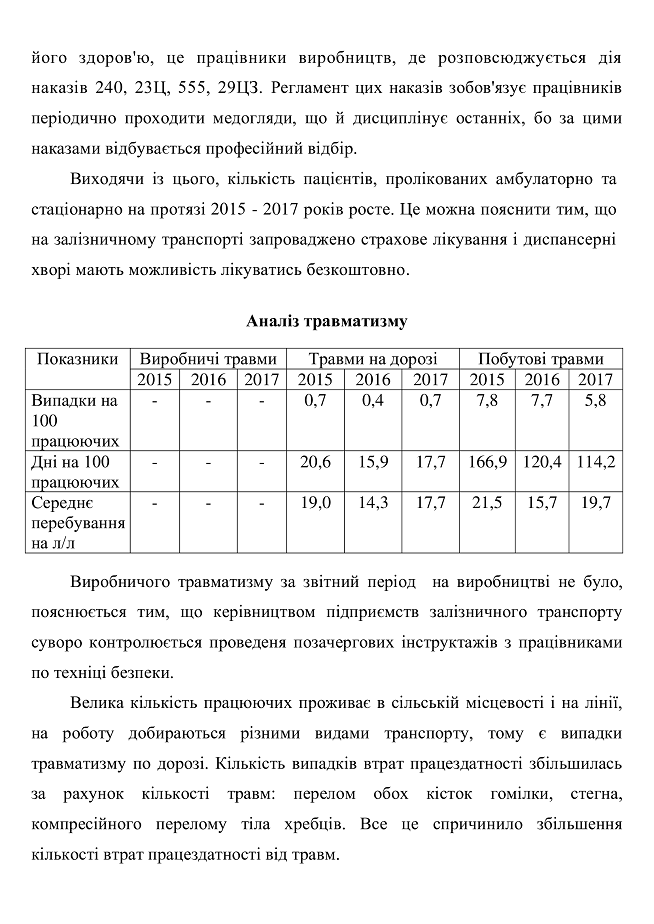 його здоров'ю, це працівники виробництв, де розповсюджується дія
наказів 240, 23Ц, 555, 29ЦЗ. Регламент цих наказів зобов'язує працівників
періодично проходити медогляди, що й дисциплінує останніх, бо за цими
наказами відбувається професійний відбір.
Виходячи із цього, кількість пацієнтів, пролікованих амбулаторно та
стаціонарно на протязі 2015 - 2017 років росте. Це можна пояснити тим, що
на залізничному транспорті запроваджено страхове лікування і диспансерні
хворі мають можливість лікуватись безкоштовно.
Аналіз травматизму
Показники Виробничі травми Травми на дорозі Побутові травми
2015 2016 2017 2015 2016 2017 2015 2016 2017
Випадки на - - - 0,7 0,4 0,7 7,8 7,7 5,8
100
працюючих
Дні на 100 - - - 20,6 15,9 17,7 166,9 120,4 114,2
працюючих
Середнє - - - 19,0 14,3 17,7 21,5 15,7 19,7
перебування
на л/л
Виробничого травматизму за звітний період на виробництві не було,
пояснюється тим, що керівництвом підприємств залізничного транспорту
суворо контролюється проведеня позачергових інструктажів з працівниками
по техніці безпеки.
Велика кількість працюючих проживає в сільській місцевості і на лінії,
на роботу добираються різними видами транспорту, тому є випадки
травматизму по дорозі. Кількість випадків втрат працездатності збільшилась
за рахунок кількості травм: перелом обох кісток гомілки, стегна,
компресійного перелому тіла хребців. Все це спричинило збільшення
кількості втрат працездатності від травм.